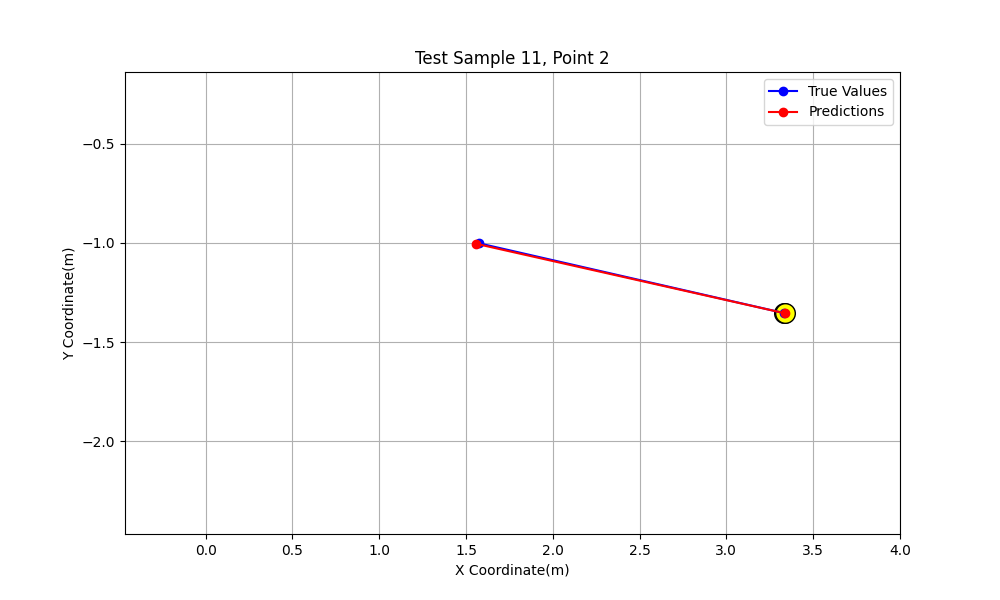 Test Sample 11, Point 2
True Values
Predictions
−0.5
−1.0
−1.5
−2.0
Y Coordinate(m)
0.0 0.5 1.0 1.5 2.0 2.5 3.0 3.5 4.0
X Coordinate(m)